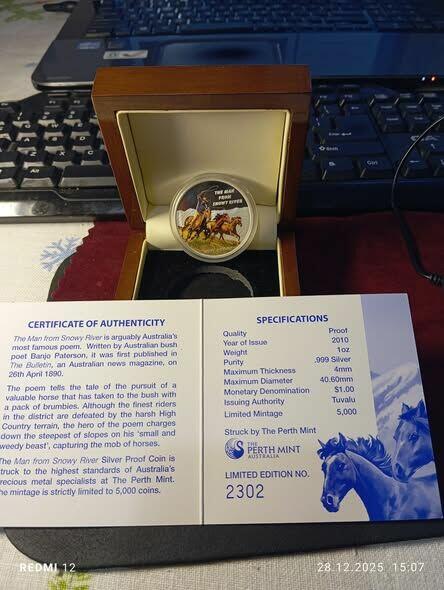 THE MAN
FROM
SNOWY RIVER
Enter
Shift
Ctrl
CERTIFICATE OF AUTHENTICITY
The Man from Snowy River is arguably Australia's
most famous poem. Written by Australian bush
poet Banjo Paterson, it was first published in
The Bulletin, an Australian news magazine, on
26th April 1890.
The poem tells the tale of the pursuit of a
valuable horse that has taken to the bush with
a pack of brumbies. Although the finest riders
in the district are defeated by the harsh High
Country terrain, the hero of the poem charges
down the steepest of slopes on his 'small and
weedy beast', capturing the mob of horses.
The Man from Snowy River Silver Proof Coin is
struck to the highest standards of Australia's
precious metal specialists at The Perth Mint.
The mintage is strictly limited to 5,000 coins.
SPECIFICATIONS
Quality Proof
Year of Issue 2010
Weight 1oz
Purity .999 Silver
Maximum Thickness 4mm
Maximum Diameter 40.60mm
Monetary Denomination $1.00
Issuing Authority Tuvalu
Limited Mintage 5,000
Struck by The Perth Mint
THE
PERTH MINT
AUSTRALIA
LIMITED EDITION NO.
2302
REDMI 12
28.12.2025 15:07